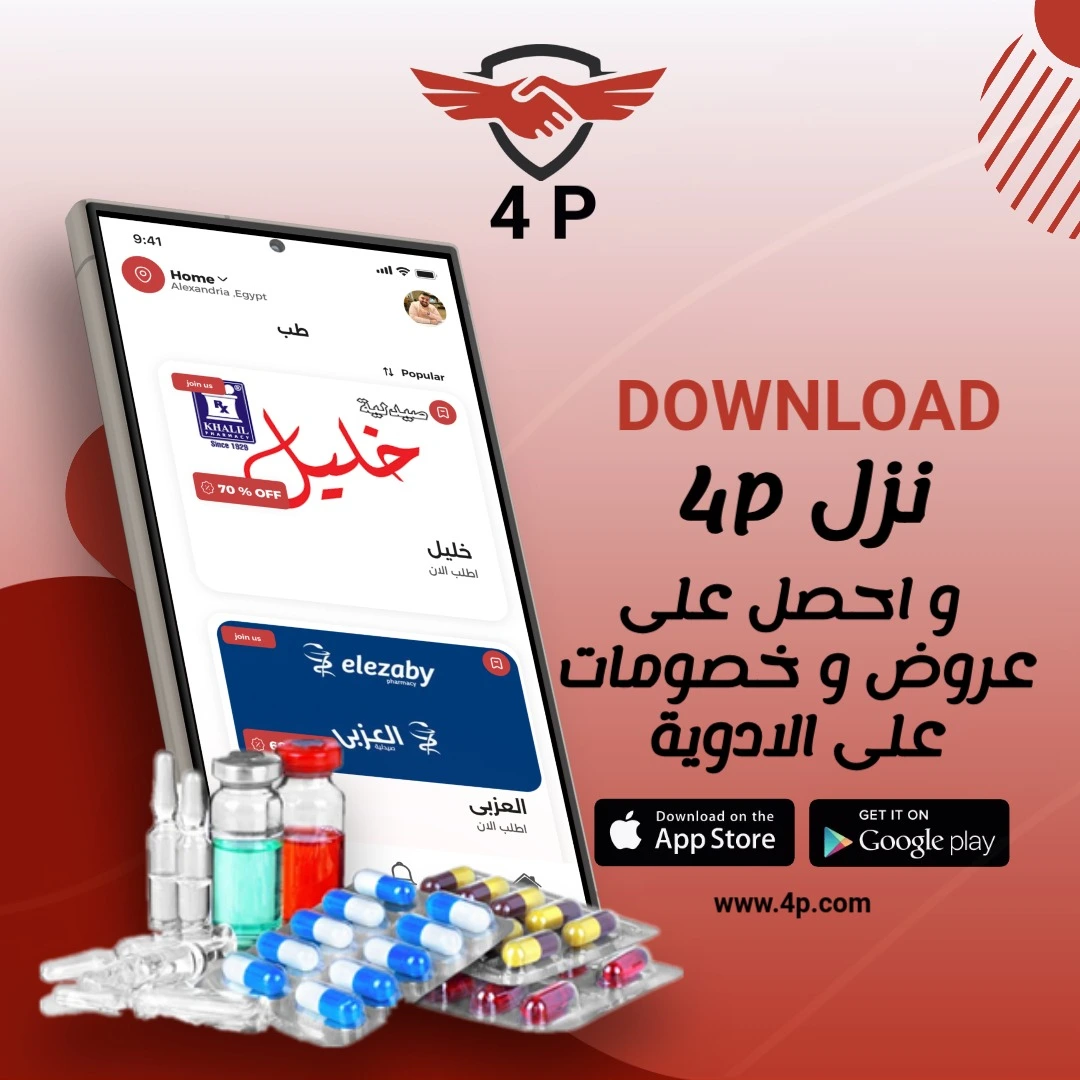 4 P
9:41
Home
Alexandria ,Egypt
طب
Popular
join us
صيدلية
RX
KHALIL
PHARMACY
Since 1929
خليل
70 % OFF
خليل
اطلب الان
join us
elezaby
pharmacy
العزبي
صيدلية
العزبى
اطلب الان
DOWNLOAD
نزل 4p
و احصل على
عروض و خصومات
على الادوية
Download on the
App Store
GET IT ON
Google play
www.4p.com